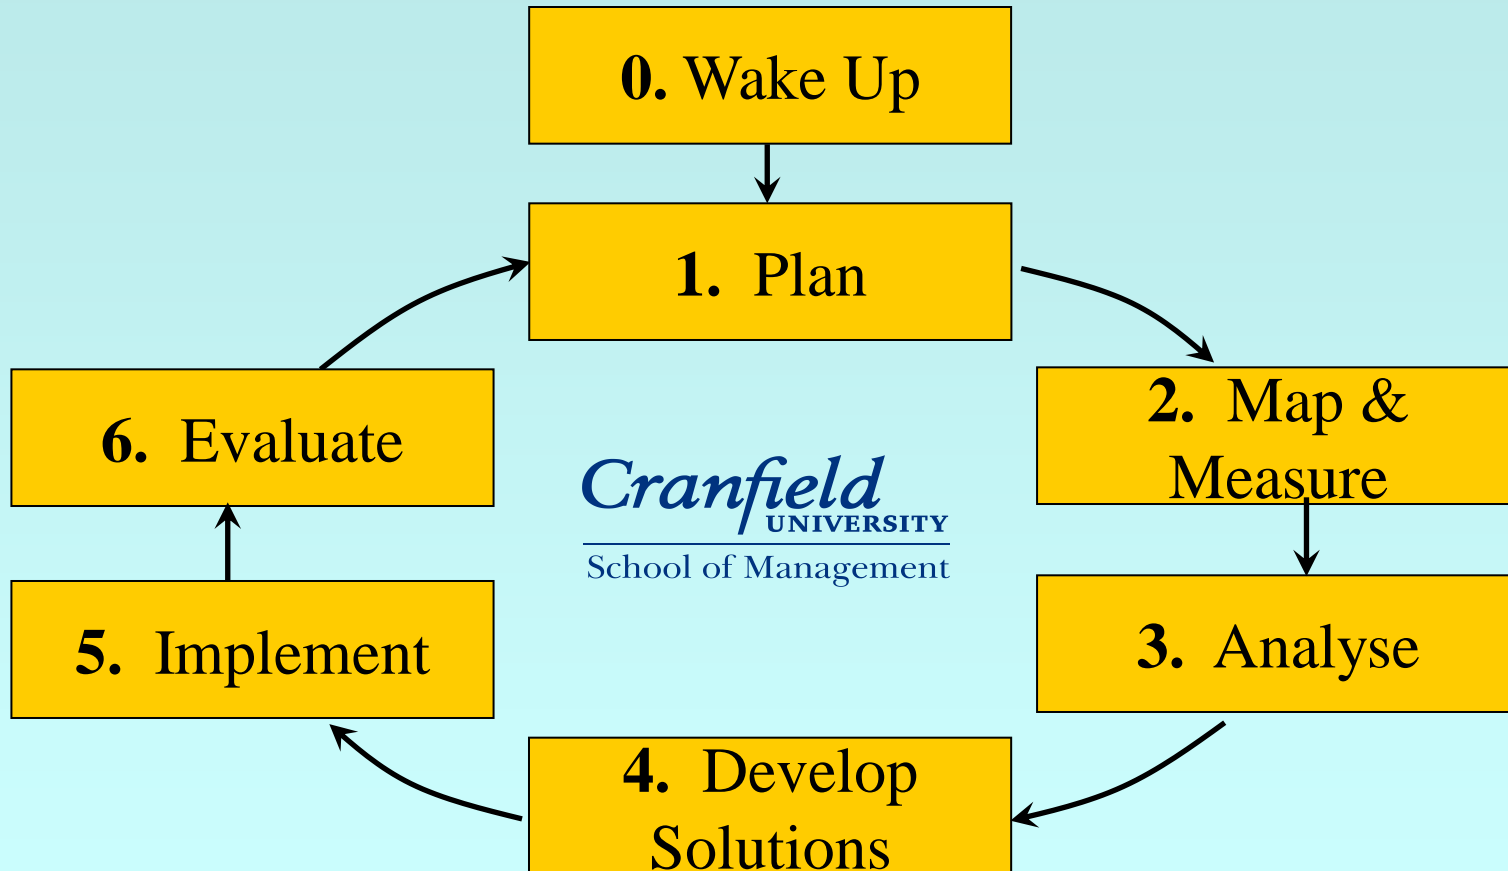 0. Wake Up
1. Plan
2. Map &
Measure
3. Analyse
4. Develop
Solutions
5. Implement
6. Evaluate
Cranfield
UNIVERSITY
School of Management